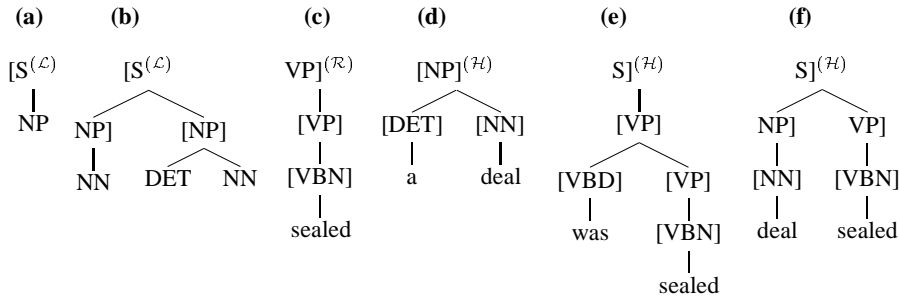 (a) (b) (c) (d) (e) (f)
[S^(ℒ) [S^(ℒ) VP]^(ℛ) [NP]^(ℋ) S]^(ℋ) S]^(ℋ)
NP NP] [NP] [VP] [DET] [NN] [VP] NP] VP]
NN DET NN [VBN] a deal [VBD] [VP] [NN] [VBN]
sealed was [VBN] deal sealed
sealed